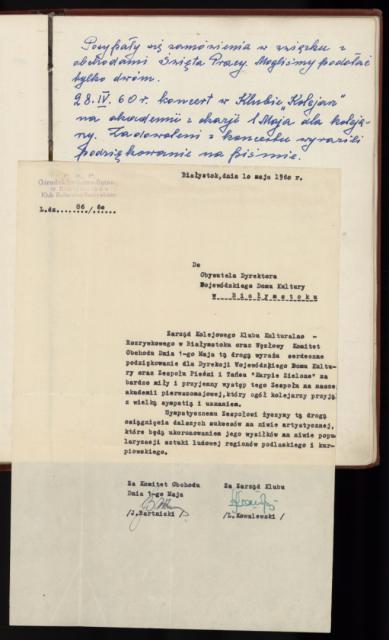 Posypały się zamówienia w związku z
obchodami Święta Pracy. Mogliśmy podołać
tylko dwóm.
28.IV.60 r. koncert w Klubie „Kolejarz"
na akademii z okazji 1 Maja dla koleja-
rzy. Zadowoleni z koncertu wyrazili
podziękowanie na piśmie.
Białystok, dnia 10 maja 1960 r.
L.dz. 86 / 60
Do
Obywatela Dyrektora
Wojewódzkiego Domu Kultury
w Białymstoku
Zarząd Kolejowego Klubu Kulturalno -
Rozrywkowego w Białymstoku oraz Węzłowy Komitet
Obchodu Dnia 1-go Maja tą drogą wyraża serdeczne
podziękowanie dla Dyrekcji Wojewódzkiego Domu Kultu-
ry oraz Zespołu Pieśni i Tańca "Kurpie Zielone" za
bardzo miły i przyjemny występ tego Zespołu na naszej
akademii pierwszomajowej, który ogół kolejarzy przyjął
z wielką sympatią i uznaniem.
Sympatycznemu Zespołowi życzymy tą drogą
osiągnięcia dalszych sukcesów na niwie artystycznej,
które będą ukoronowaniem jego wysiłków na niwie popu-
laryzacji sztuki ludowej regionów podlaskiego i kur-
piowskiego.
Za Komitet Obchodu
Dnia 1-go Maja
/J.Bartnicki /
Za Zarząd Klubu
/L.Kowalewski /